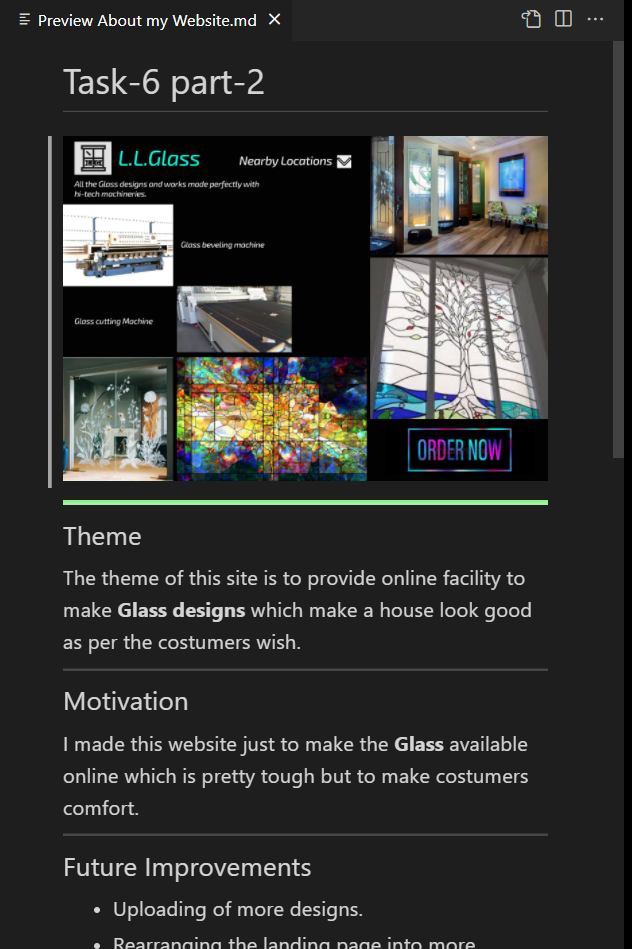 Preview About my Website.md
Task-6 part-2
L.L.Glass
Nearby Locations
All the Glass designs and works made perfectly with
hi-tech machineries.
Glass beveling machine
Glass cutting Machine
ORDER NOW
Theme
The theme of this site is to provide online facility to
make Glass designs which make a house look good
as per the costumers wish.
Motivation
I made this website just to make the Glass available
online which is pretty tough but to make costumers
comfort.
Future Improvements
• Uploading of more designs.
• Rearranging the landing page into more